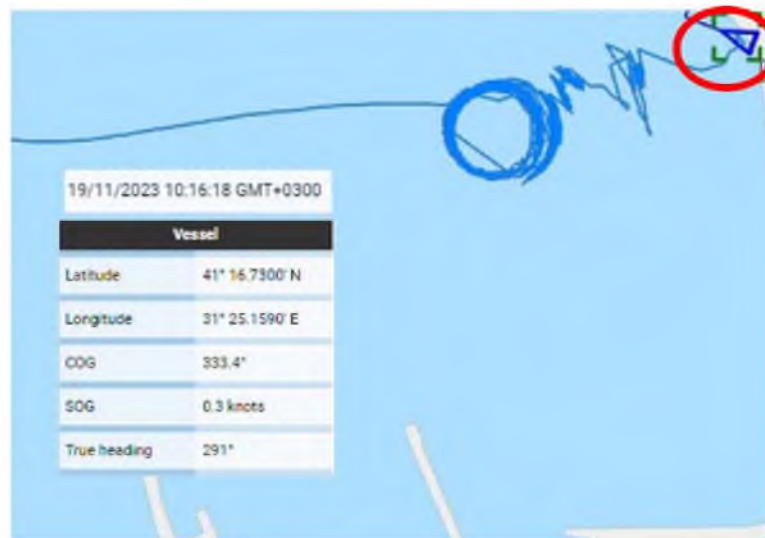 19/11/2023 10:16:18 GMT+0300
Vessel
Latitude 41° 16.7300' N
Longitude 31° 25.1590' E
COG 333.4°
SOG 0.3 knots
True heading 291°